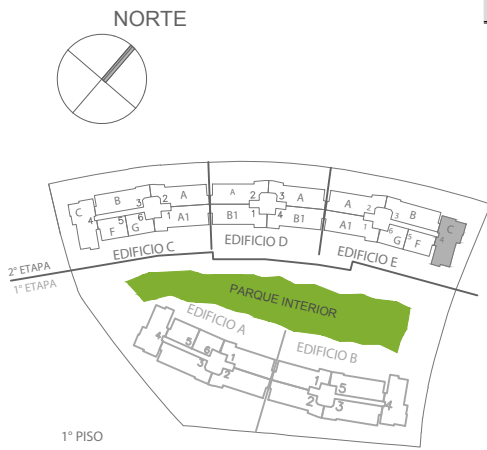 NORTE
C B 3 2 A
4 5 6 1
F G A1
EDIFICIO C
A 2 3 A
B1 1 4 B1
EDIFICIO D
A 2 3 B C
A1 1 6 5 4
G F
EDIFICIO E
2° ETAPA
1° ETAPA
PARQUE INTERIOR
EDIFICIO A
4 5 6 1
3 2
EDIFICIO B
1 5 4
2 3
1° PISO